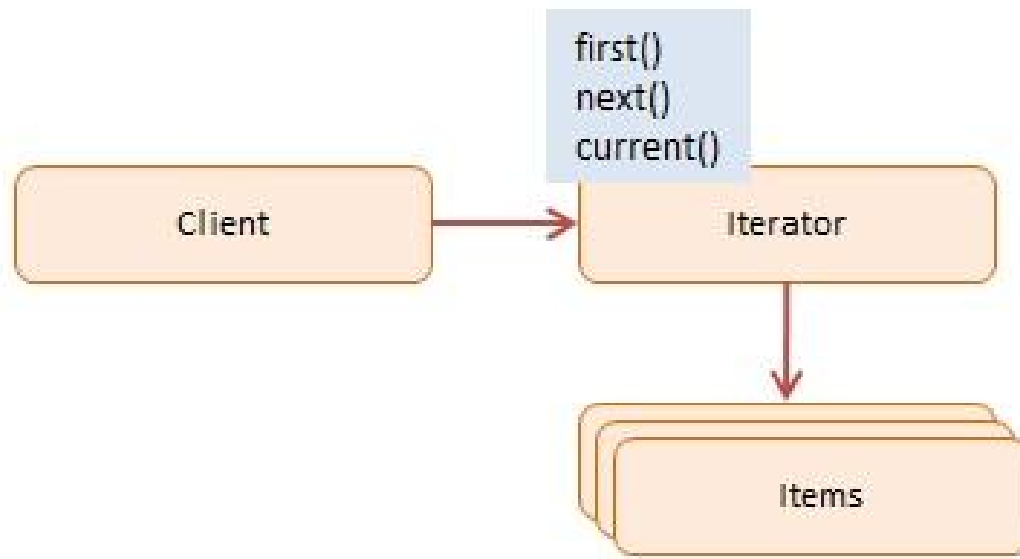 first()
next()
current()
Client
Iterator
Items